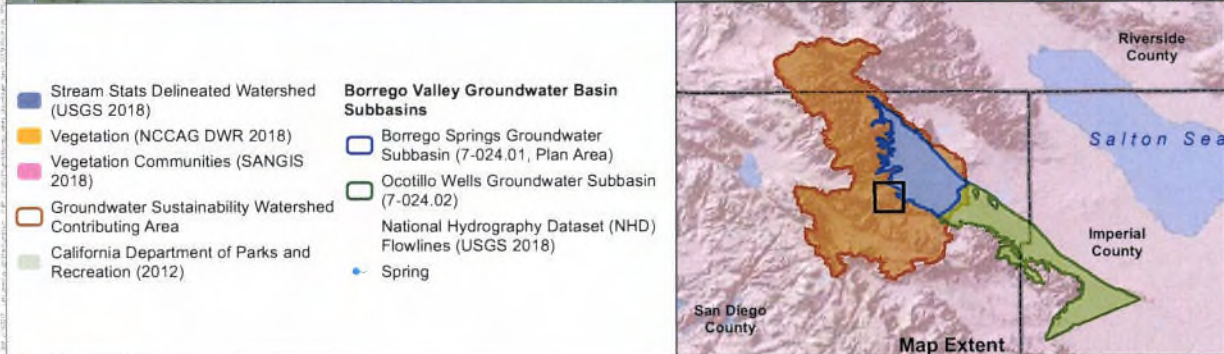 Stream Stats Delineated Watershed
(USGS 2018)
Vegetation (NCCAG DWR 2018)
Vegetation Communities (SANGIS
2018)
Groundwater Sustainability Watershed
Contributing Area
California Department of Parks and
Recreation (2012)
Borrego Valley Groundwater Basin
Subbasins
Borrego Springs Groundwater
Subbasin (7-024.01, Plan Area)
Ocotillo Wells Groundwater Subbasin
(7-024.02)
National Hydrography Dataset (NHD)
Flowlines (USGS 2018)
Spring
Riverside
County
Salton Sea
Imperial
County
San Diego
County
Map Extent